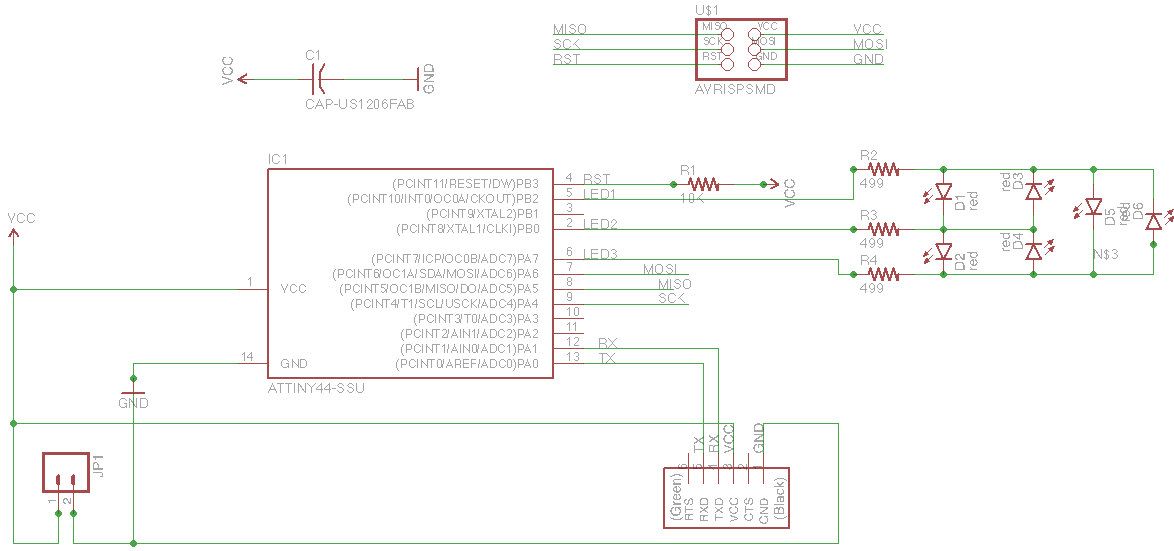 U$1
MISO
MISO
VCC
VCC
SCK
SCK
MOSI
MOSI
RST
RST
GND
GND
AVRISPSMD
VCC
C1
GND
CAP-US1206FAB
IC1
(PCINT11/RESET/DW)PB3
4
RST
R1
10K
VCC
(PCINT10/INT0/OC0A/CKOUT)PB2
5
LED1
(PCINT9/XTAL2)PB1
3
(PCINT8/XTAL1/CLKI)PB0
2
LED2
(PCINT7/ICP/OC0B/ADC7)PA7
6
LED3
(PCINT6/OC1A/SDA/MOSI/ADC6)PA6
7
MOSI
(PCINT5/OC1B/MISO/DO/ADC5)PA5
8
MISO
(PCINT4/T1/SCL/USCK/ADC4)PA4
9
SCK
(PCINT3/T0/ADC3)PA3
10
(PCINT2/AIN1/ADC2)PA2
11
(PCINT1/AIN0/ADC1)PA1
12
RX
(PCINT0/AREF/ADC0)PA0
13
TX
1
VCC
14
GND
ATTINY44-SSU
VCC
GND
R2
499
R3
499
R4
499
D1
red
red
D3
D2
red
red
D4
D5
red
D6
red
N$3
JP1
1
2
TX
RX
VCC
GND
6
5
4
3
2
1
(Green)
RTS
RXD
TXD
VCC
CTS
GND
(Black)